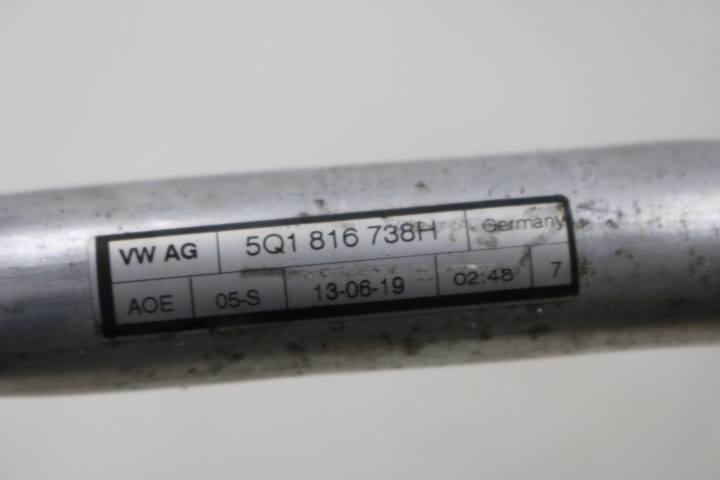 VW AG 5Q1 816 738H Germany
AOE 05-S 13-06-19 02:48 7